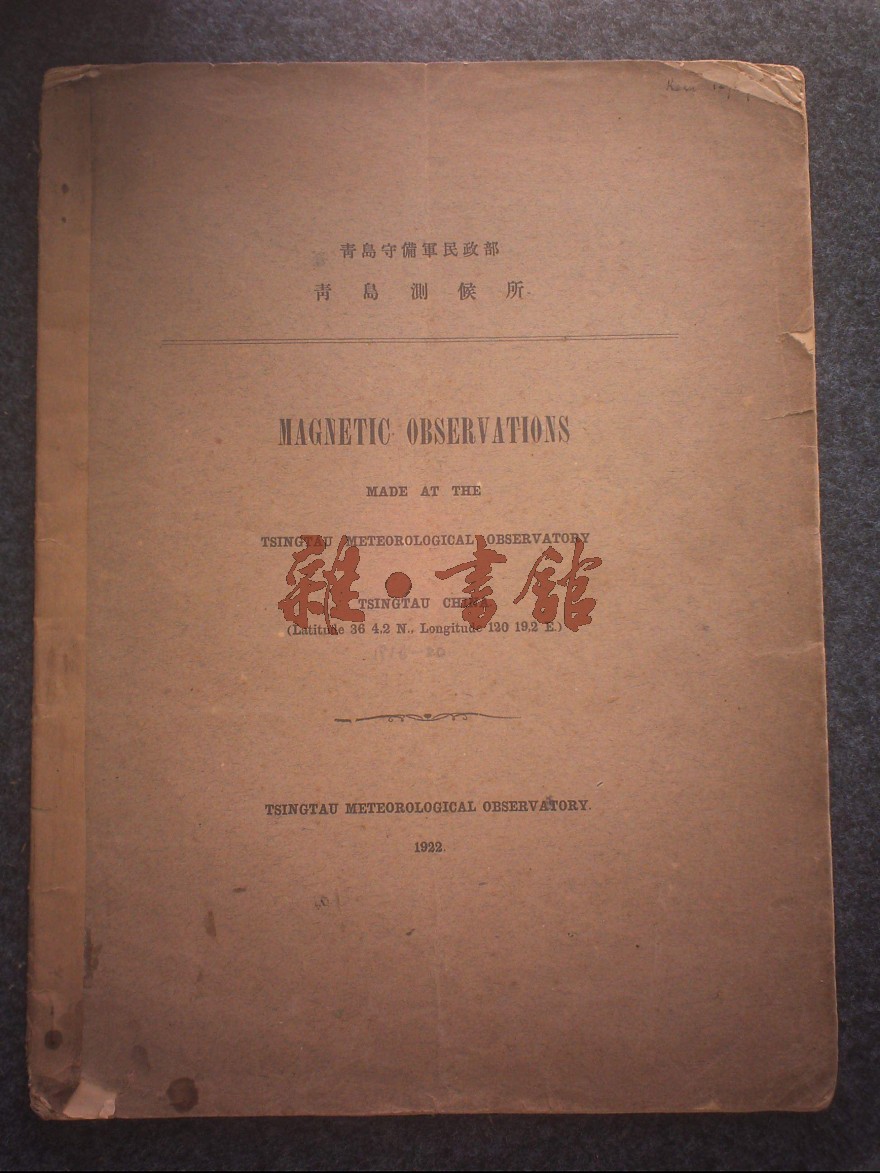 青島守備軍民政部
青島測候所
MAGNETIC OBSERVATIONS
MADE AT THE
TSINGTAU METEOROLOGICAL OBSERVATORY
TSINGTAU CHINA
(Latitude 36 4,2 N., Longitude 120 19,2 E.)
雜·書館
TSINGTAU METEOROLOGICAL OBSERVATORY.
1922.